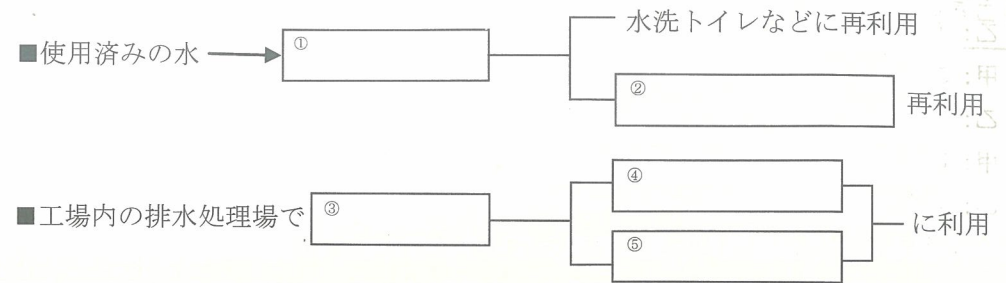 水洗トイレなどに再利用
■使用済みの水
①
②
再利用
■工場内の排水処理場で
③
④
⑤
に利用